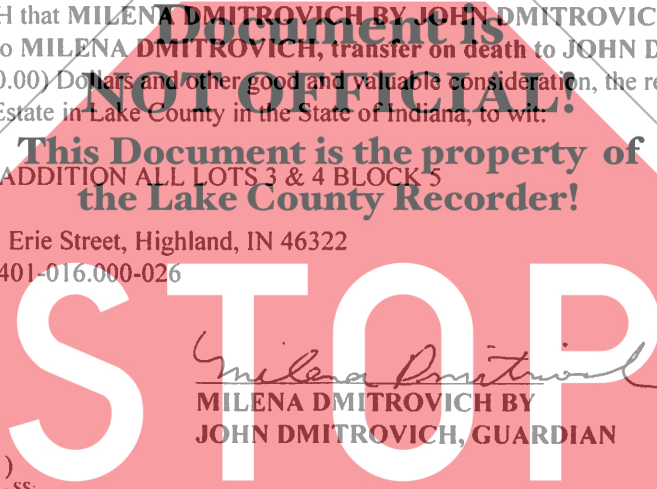 H that MILENA DMITROVICH BY JOHN DMITROVIC
Document is
o MILENA DMITROVICH, transfer on death to JOHN D
0.00) Dollars and other good and valuable consideration, the re
NOT OFFICIAL!
Estate in Lake County in the State of Indiana, to wit:
This Document is the property of
ADDITION ALL LOTS 3 & 4 BLOCK 5
the Lake County Recorder!
Erie Street, Highland, IN 46322
401-016.000-026
STOP
Milena Dmitrovich
MILENA DMITROVICH BY
JOHN DMITROVICH, GUARDIAN
)
SS: